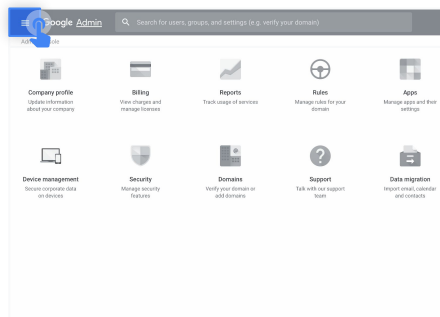 Google Admin
Search for users, groups, and settings (e.g. verify your domain)
Company profile
Update information
about your company
Billing
View charges and
manage licenses
Reports
Track usage of services
Rules
Manage rules for your
domain
Apps
Manage apps and their
settings
Device management
Secure corporate data
on devices
Security
Manage security
features
Domains
Verify your domain or
add domains
Support
Talk with our support
team
Data migration
Import email, calendar
and contacts